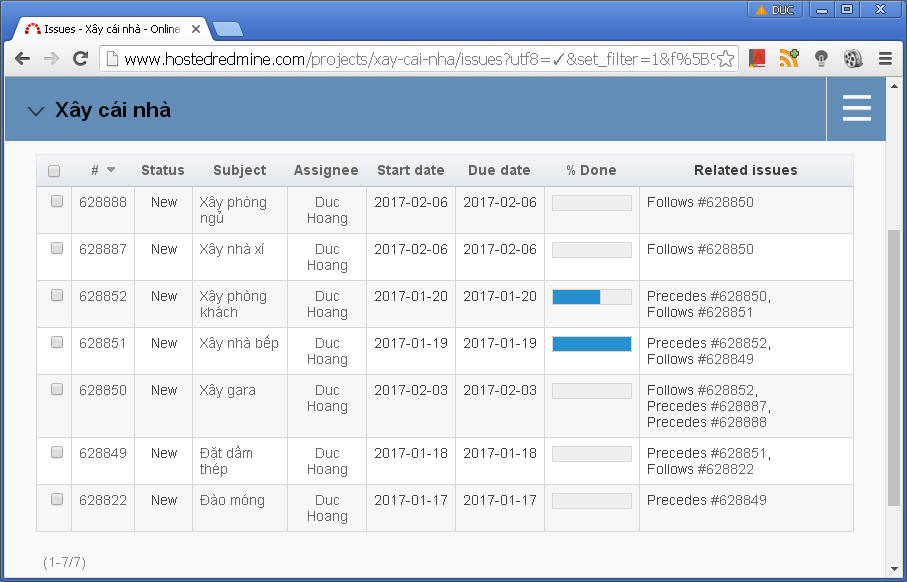 DUC
Issues - Xây cái nhà - Online
www.hostedredmine.com/projects/xay-cai-nha/issues?utf8=✓&set_filter=1&f%5B%
Xây cái nhà
# Status Subject Assignee Start date Due date % Done Related issues
628888 New Xây phòng ngủ Duc Hoang 2017-02-06 2017-02-06 Follows #628850
628887 New Xây nhà xí Duc Hoang 2017-02-06 2017-02-06 Follows #628850
628852 New Xây phòng khách Duc Hoang 2017-01-20 2017-01-20 Precedes #628850, Follows #628851
628851 New Xây nhà bếp Duc Hoang 2017-01-19 2017-01-19 Precedes #628852, Follows #628849
628850 New Xây gara Duc Hoang 2017-02-03 2017-02-03 Follows #628852, Precedes #628887, Precedes #628888
628849 New Đặt dầm thép Duc Hoang 2017-01-18 2017-01-18 Precedes #628851, Follows #628822
628822 New Đào móng Duc Hoang 2017-01-17 2017-01-17 Precedes #628849
(1-7/7)